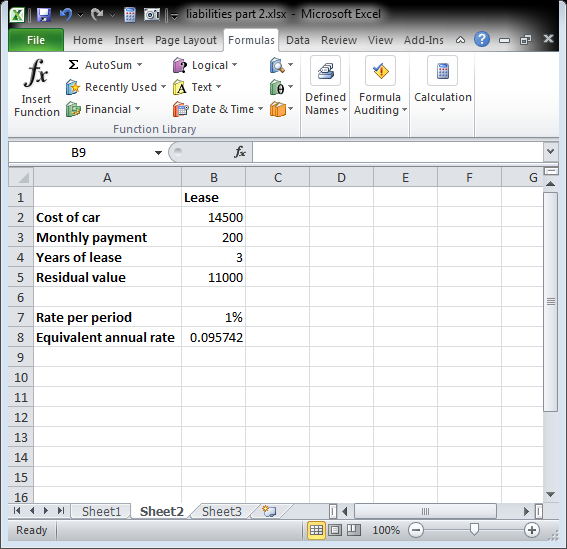 liabilities part 2.xlsx - Microsoft Excel
File Home Insert Page Layout Formulas Data Review View Add-Ins
fx Insert Function
Σ AutoSum Logical
Recently Used Text
Financial Date & Time
Defined Names
Formula Auditing
Calculation
Function Library
B9 fx
A B C D E F G
1 Lease
2 Cost of car 14500
3 Monthly payment 200
4 Years of lease 3
5 Residual value 11000
6
7 Rate per period 1%
8 Equivalent annual rate 0.095742
9
10
11
12
13
14
15
16
Sheet1 Sheet2 Sheet3
Ready 100%